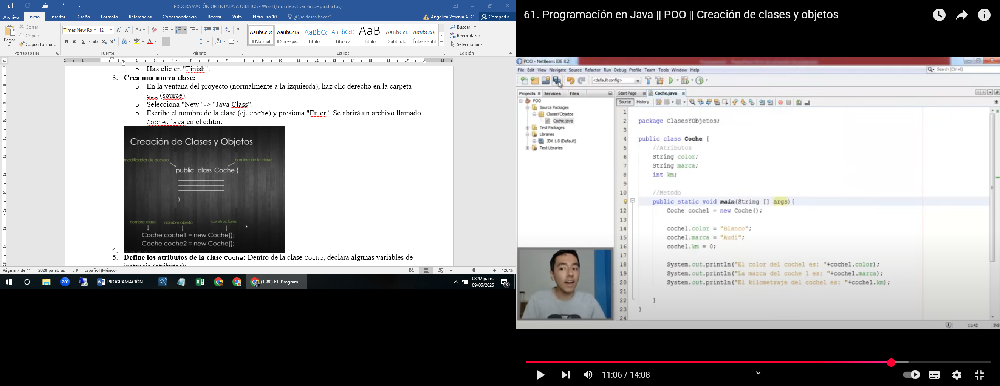 PROGRAMACIÓN ORIENTADA A OBJETOS - Word (Error de activación de productos)
Archivo Inicio Insertar Diseño Formato Referencias Correspondencia Revisar Vista Nitro Pro 10 ¿Qué desea hacer? Angelica Yesenia A. C. Compartir
Pegar
Cortar
Copiar
Copiar formato
Portapapeles
Times New Ro 12
N K S abc x₂ x²
Fuente
Párrafo
AaBbCcDc AaBbCcDc AaBbC AaBbCcE AaB AaBbCcD AaBbCcDc
¶ Normal ¶ Sin espa... Título 1 Título 2 Título Subtítulo Énfasis sutil
Estilos
Buscar
Reemplazar
Seleccionar
Edición
o Haz clic en "Finish".
3. Crea una nueva clase:
o En la ventana del proyecto (normalmente a la izquierda), haz clic derecho en la carpeta
src (source).
o Selecciona "New" -> "Java Class".
o Escribe el nombre de la clase (ej. Coche) y presiona "Enter". Se abrirá un archivo llamado
Coche.java en el editor.
Creación de Clases y Objetos
modificador de acceso nombre de la clase
public class Coche {
}
nombre clase nombre objeto constructores
Coche coche1 = new Coche();
Coche coche2 = new Coche();
4.
5. Define los atributos de la clase Coche: Dentro de la clase Coche, declara algunas variables de
instancia (atributos):
Página 7 de 11 2828 palabras Español (México) 126 %
zm PROGRAMACIÓN ... (1380) 61. Program... 08:42 p. m.
09/05/2025 3
61. Programación en Java || POO || Creación de clases y objetos
POO - NetBeans IDE 8.2
File Edit View Navigate Source Refactor Run Debug Profile Team Tools Window Help
Search (Ctrl+I)
<default config>
Projects Services Files
POO
Source Packages
ClasesYObjetos
Coche.java
Test Packages
Libraries
JDK 1.8 (Default)
Test Libraries
Start Page Coche.java
Source History
1
2 package ClasesYObjetos;
3
4 public class Coche {
5 //Atributos
6 String color;
7 String marca;
8 int km;
9
10 //Metodo
public static void main(String [] args){
12 Coche coche1 = new Coche();
13
14 coche1.color = "Blanco";
15 coche1.marca = "Audi";
16 coche1.km = 0;
17
18 System.out.println("El color del coche1 es: "+coche1.color);
19 System.out.println("La marca del coche 1 es: "+coche1.marca);
20 System.out.println("El kilometraje del coche1 es: "+coche1.km);
21
22 }
23 }
24
11:42 INS
11:06 / 14:08